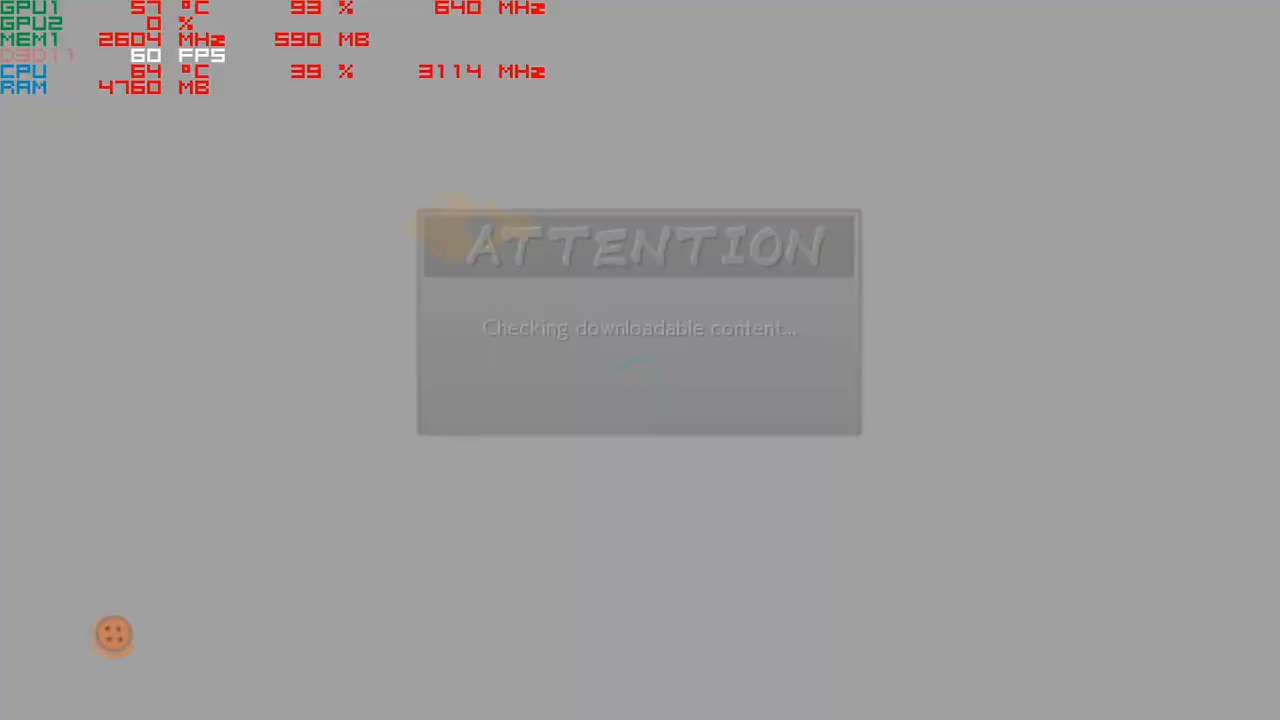 GPU1 57 °C 93 % 640 MHz
GPU2 0 %
MEM1 2604 MHz 590 MB
D3D11 60 FPS
CPU 64 °C 39 % 3114 MHz
RAM 4760 MB
ATTENTION
Checking downloadable content...